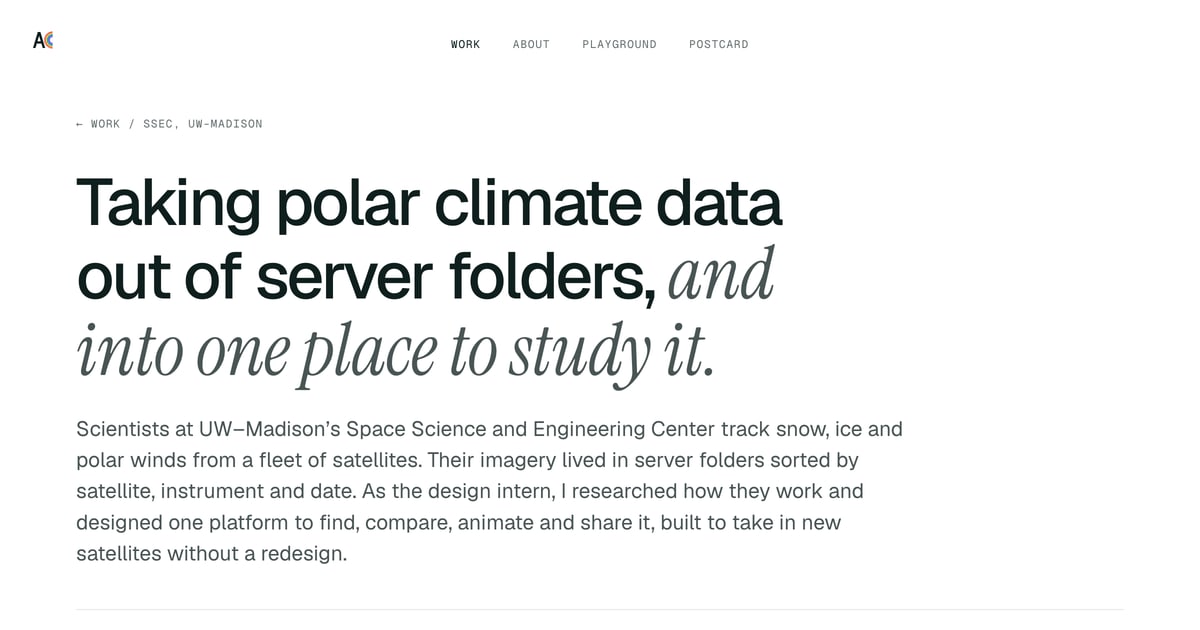 AC
WORK ABOUT PLAYGROUND POSTCARD
← WORK / SSEC, UW-MADISON
Taking polar climate data
out of server folders, and
into one place to study it.
Scientists at UW–Madison’s Space Science and Engineering Center track snow, ice and
polar winds from a fleet of satellites. Their imagery lived in server folders sorted by
satellite, instrument and date. As the design intern, I researched how they work and
designed one platform to find, compare, animate and share it, built to take in new
satellites without a redesign.